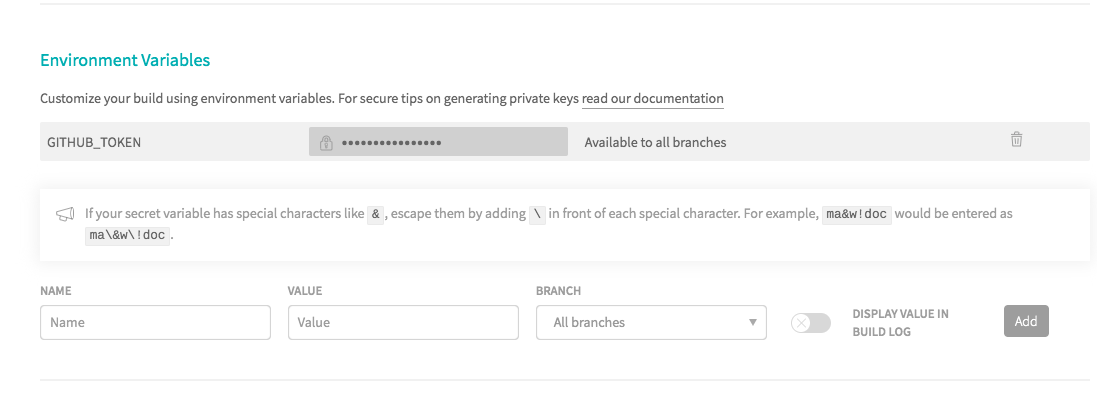 Environment Variables
Customize your build using environment variables. For secure tips on generating private keys read our documentation
GITHUB_TOKEN •••••••••••••••• Available to all branches
If your secret variable has special characters like &, escape them by adding \ in front of each special character. For example, ma&w!doc would be entered as
ma\&w\!doc.
NAME VALUE BRANCH
Name Value All branches DISPLAY VALUE IN
BUILD LOG Add